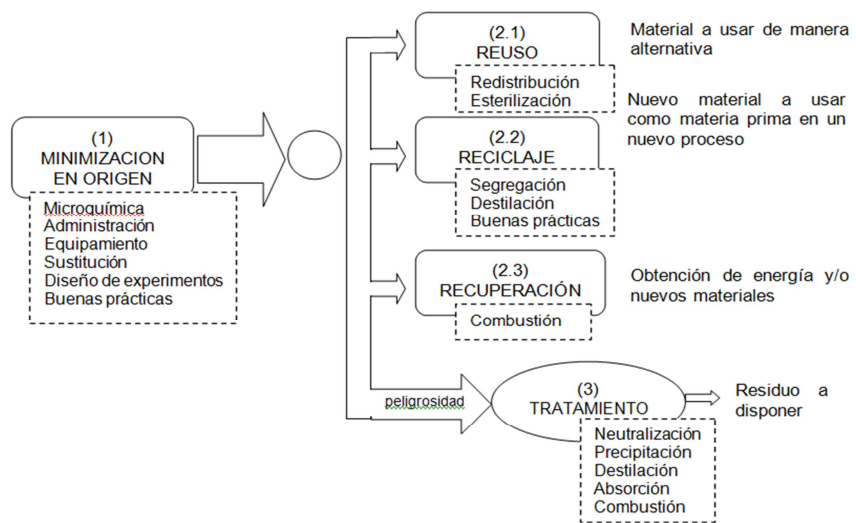 (1)
MINIMIZACION
EN ORIGEN
Microquímica
Administración
Equipamiento
Sustitución
Diseño de experimentos
Buenas prácticas
(2.1)
REUSO
Redistribución
Esterilización
Material a usar de manera
alternativa
(2.2)
RECICLAJE
Segregación
Destilación
Buenas prácticas
Nuevo material a usar
como materia prima en un
nuevo proceso
(2.3)
RECUPERACIÓN
Combustión
Obtención de energía y/o
nuevos materiales
peligrosidad
(3)
TRATAMIENTO
Neutralización
Precipitación
Destilación
Absorción
Combustión
Residuo a
disponer